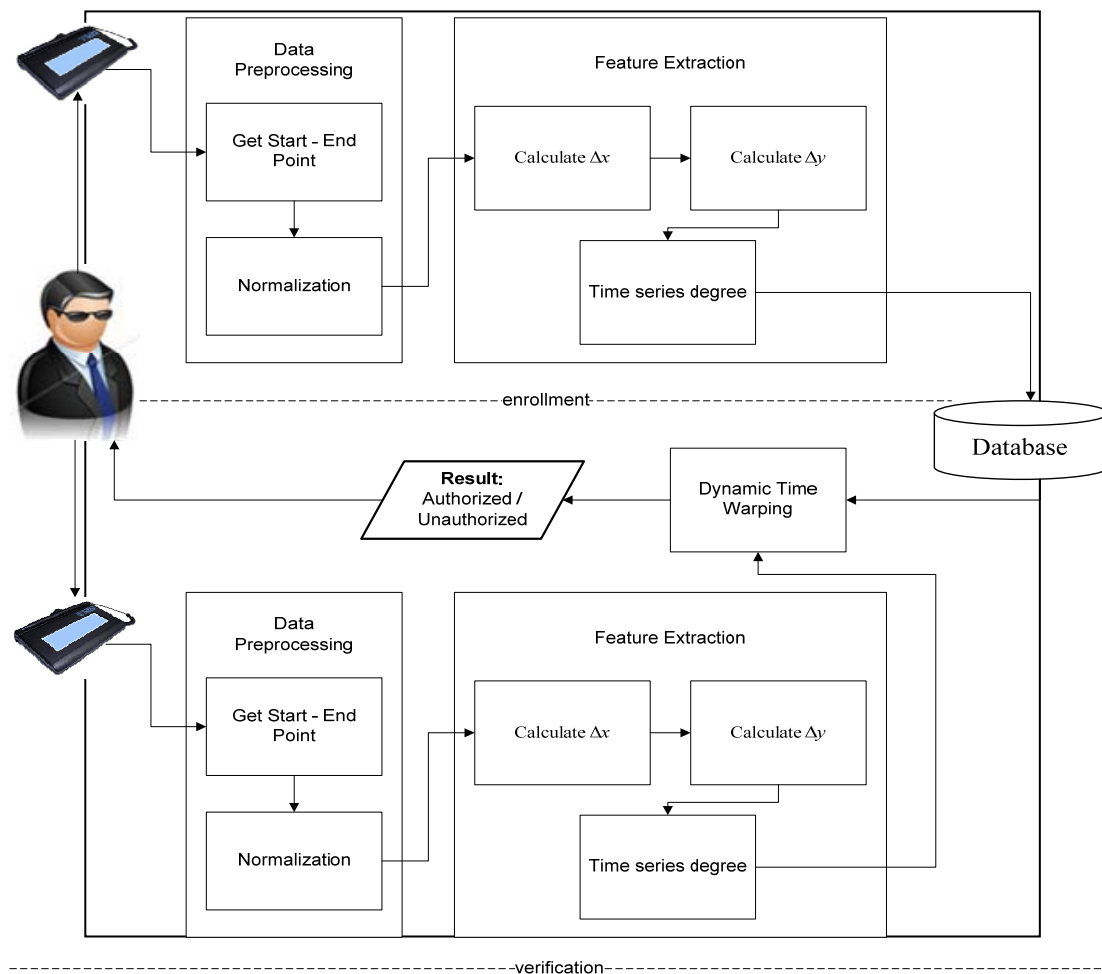 Data
Preprocessing
Feature Extraction
Get Start - End
Point
Calculate Δx
Calculate Δy
Normalization
Time series degree
enrollment
Database
Result:
Authorized /
Unauthorized
Dynamic Time
Warping
Data
Preprocessing
Feature Extraction
Get Start - End
Point
Calculate Δx
Calculate Δy
Normalization
Time series degree
verification